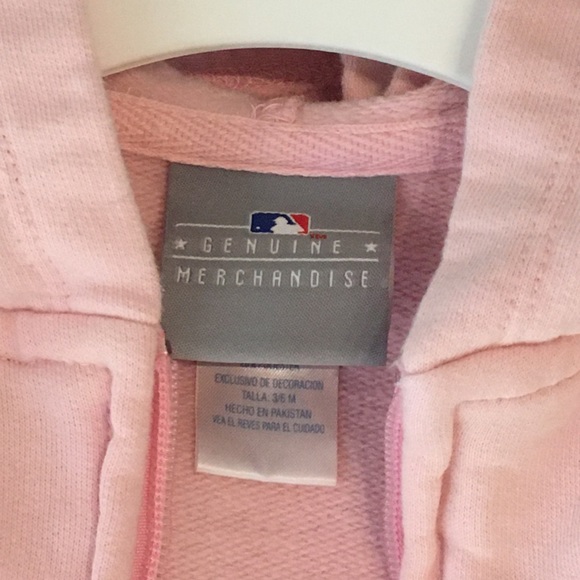 ★ GENUINE ★
MERCHANDISE
EXCLUSIVO DE DECORACION
TALLA. 3/6 M
HECHO EN PAKISTAN
VEA EL REVES PARA EL CUIDADO